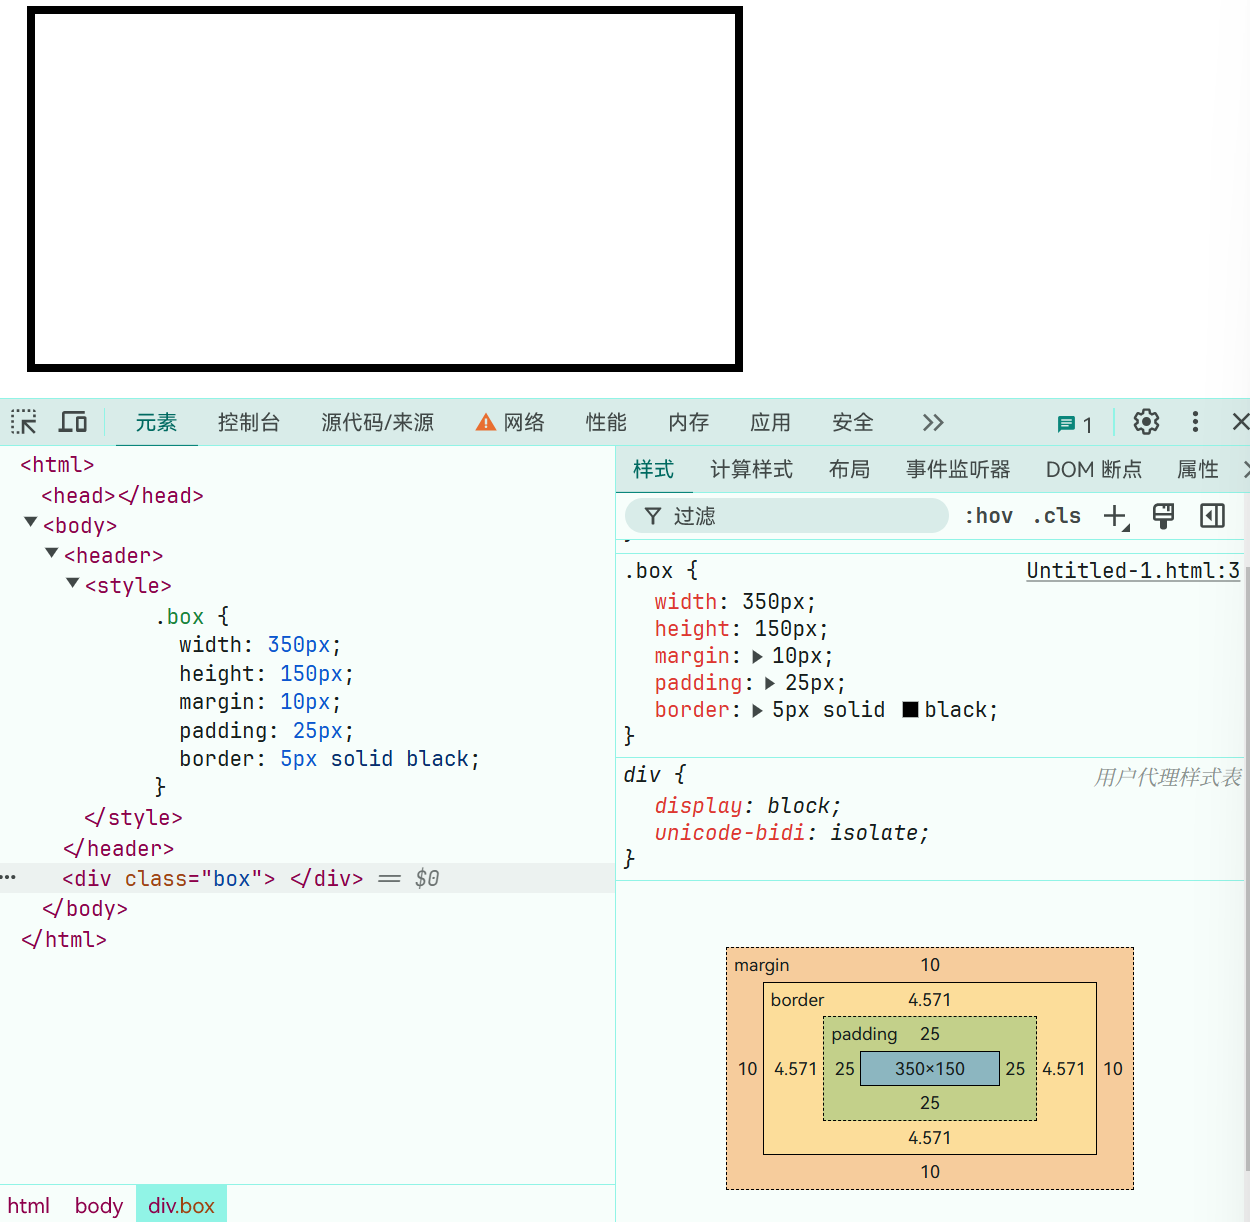 元素 控制台 源代码/来源 网络 性能 内存 应用 安全 1
<html>
<head></head>
<body>
<header>
<style>
.box {
width: 350px;
height: 150px;
margin: 10px;
padding: 25px;
border: 5px solid black;
}
</style>
</header>
<div class="box"> </div> == $0
</body>
</html>
html body div.box
样式 计算样式 布局 事件监听器 DOM 断点 属性
过滤 :hov .cls
.box { Untitled-1.html:3
width: 350px;
height: 150px;
margin: 10px;
padding: 25px;
border: 5px solid black;
}
div { 用户代理样式表
display: block;
unicode-bidi: isolate;
}
margin 10
border 4.571
padding 25
10 4.571 25 350×150 25 4.571 10
25
4.571
10